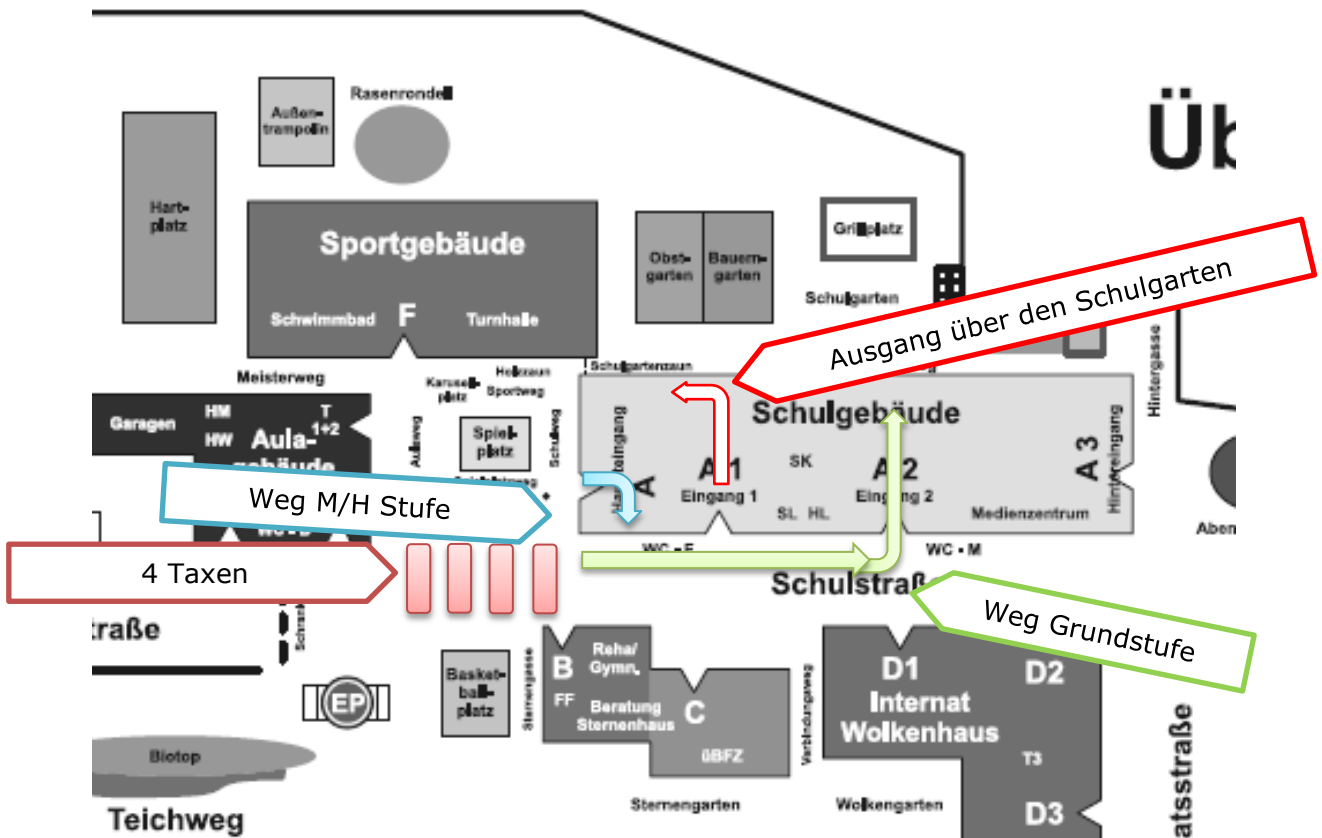 Üb
Rasenrondell
Außen-
trampolin
Hart-
platz
Sportgebäude
Schwimmbad
F
Turnhalle
Obst-
garten
Bauern-
garten
Grillplatz
Schulgarten
Ausgang über den Schulgarten
Hintergasse
Meisterweg
Holzzaun
Karusell-
platz
Sportweg
Schulgartenzaun
Garagen
HM
HW
T
1+2
Aula-
gebäude
Aulaweg
Spiel-
platz
Schulweg
Schulgebäude
A
A 1
Eingang 1
SK
SL HL
A 2
Eingang 2
Medienzentrum
A 3
Hintereingang
Aben
Weg M/H Stufe
4 Taxen
WC - M
Schulstraße
Weg Grundstufe
traße
Schrank
EP
Basket-
ball-
platz
Sternengasse
B
FF
Reha/
Gymn.
Beratung
Sternenhaus
C
üBFZ
Verbindungsweg
D1
Internat
Wolkenhaus
D2
T3
D3
atsstraße
Biotop
Teichweg
Sternengarten
Wolkengarten